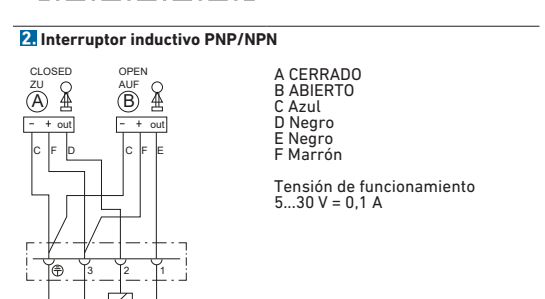 2. Interruptor inductivo PNP/NPN
CLOSED
ZU
A
OPEN
AUF
B
- + out
- + out
C F D
C F E
3 2 1
A CERRADO
B ABIERTO
C Azul
D Negro
E Negro
F Marrón
Tensión de funcionamiento
5...30 V = 0,1 A